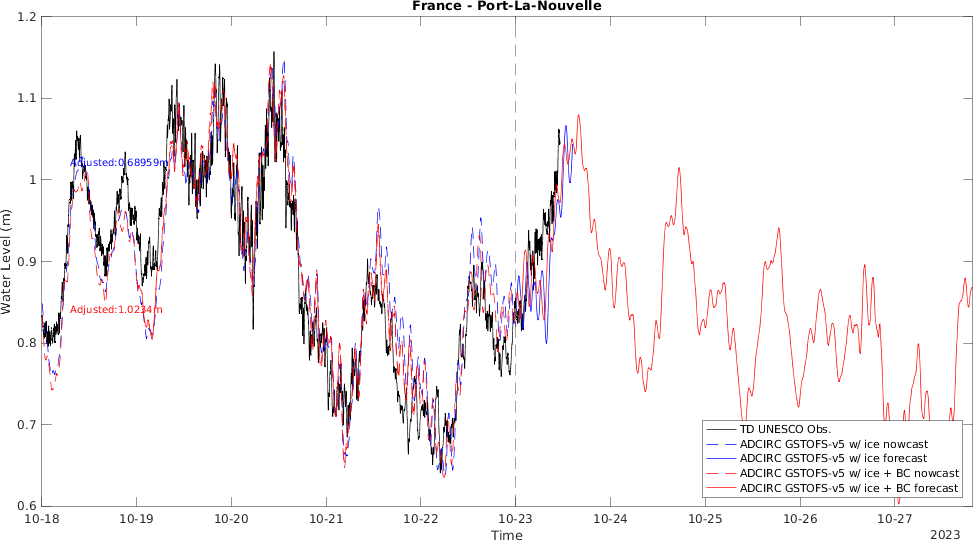 France - Port-La-Nouvelle
1.2
1.1
1
0.9
0.8
0.7
0.6
Water Level (m)
Adjusted:0.68959m
Adjusted:1.0234m
TD UNESCO Obs.
ADCIRC GSTOFS-v5 w/ ice nowcast
ADCIRC GSTOFS-v5 w/ ice forecast
ADCIRC GSTOFS-v5 w/ ice + BC nowcast
ADCIRC GSTOFS-v5 w/ ice + BC forecast
10-18 10-19 10-20 10-21 10-22 10-23 10-24 10-25 10-26 10-27
Time
2023